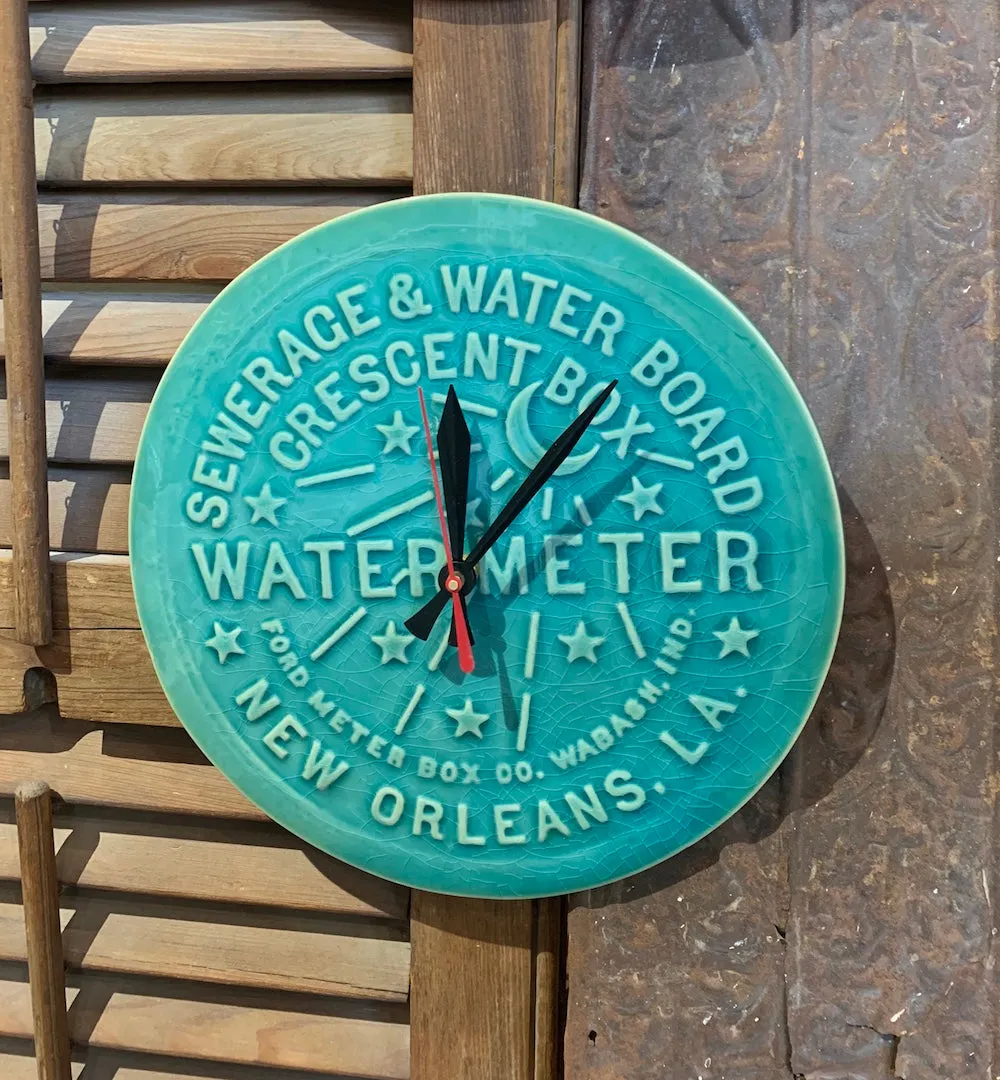 SEWERAGE & WATER BOARD
CRESCENT BOX
WATER METER
FORD METER BOX CO. WABASH, IND.
NEW ORLEANS, LA.